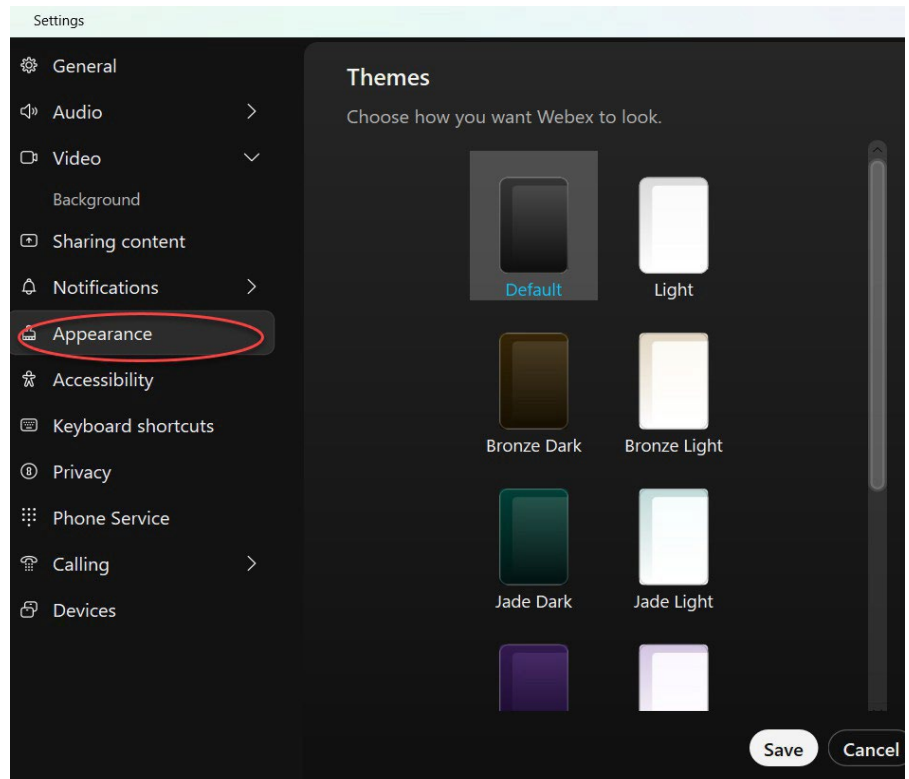 Settings
General
Audio
Video
Background
Sharing content
Notifications
Appearance
Accessibility
Keyboard shortcuts
Privacy
Phone Service
Calling
Devices
Themes
Choose how you want Webex to look.
Default Light
Bronze Dark Bronze Light
Jade Dark Jade Light
Save Cancel